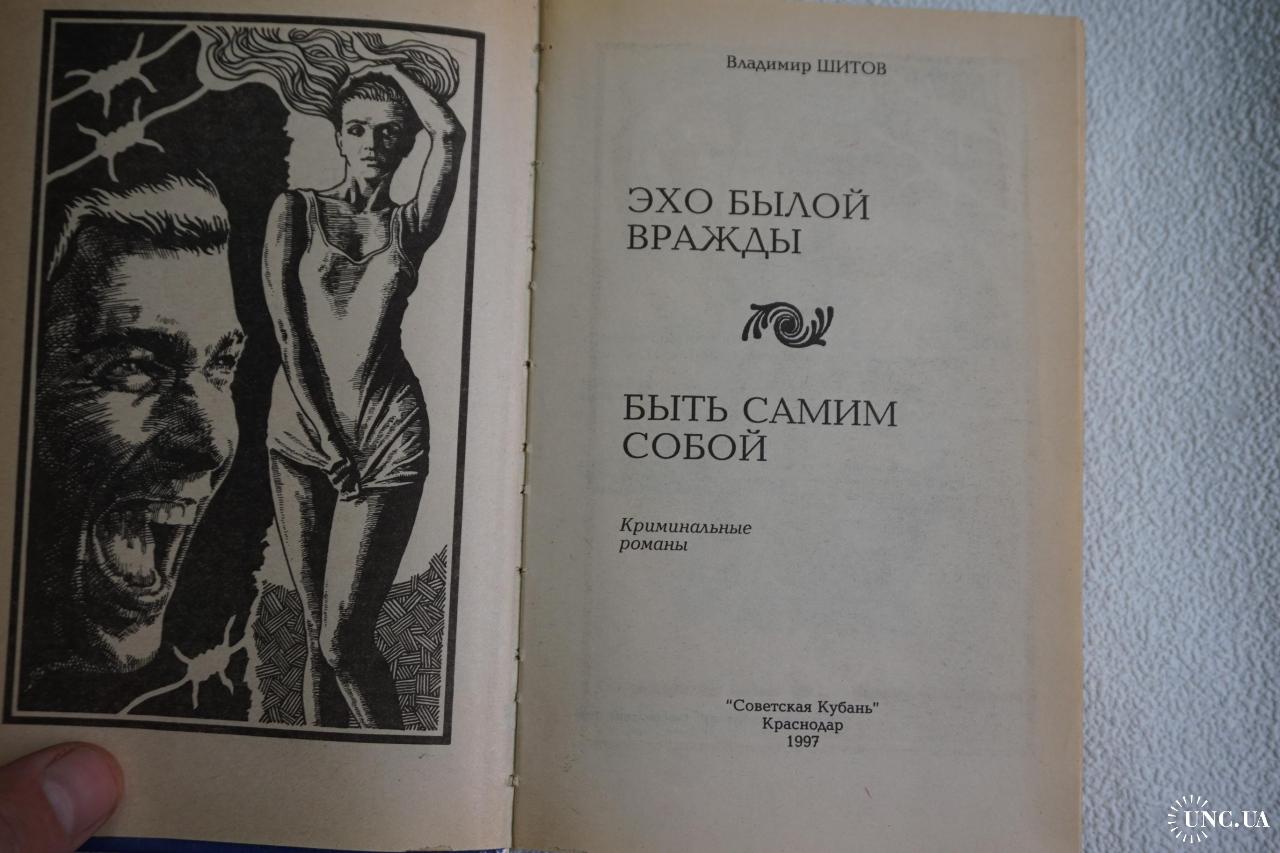 Владимир ШИТОВ
ЭХО БЫЛОЙ
ВРАЖДЫ
БЫТЬ САМИМ
СОБОЙ
Криминальные
романы
"Советская Кубань"
Краснодар
1997
UNC.UA